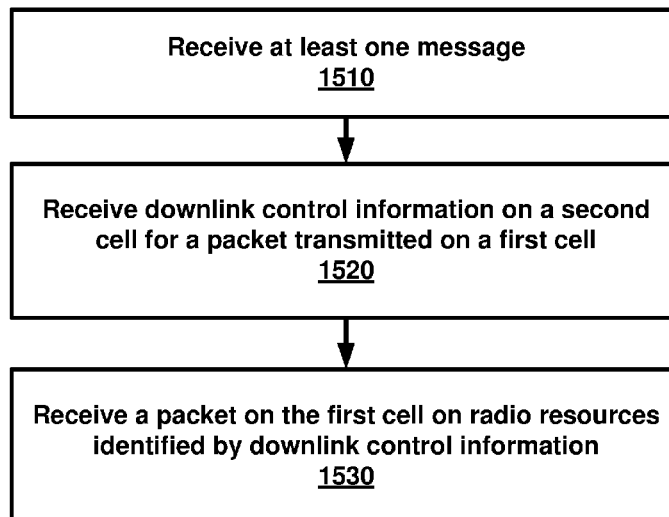 Receive at least one message
1510
Receive downlink control information on a second
cell for a packet transmitted on a first cell
1520
Receive a packet on the first cell on radio resources
identified by downlink control information
1530